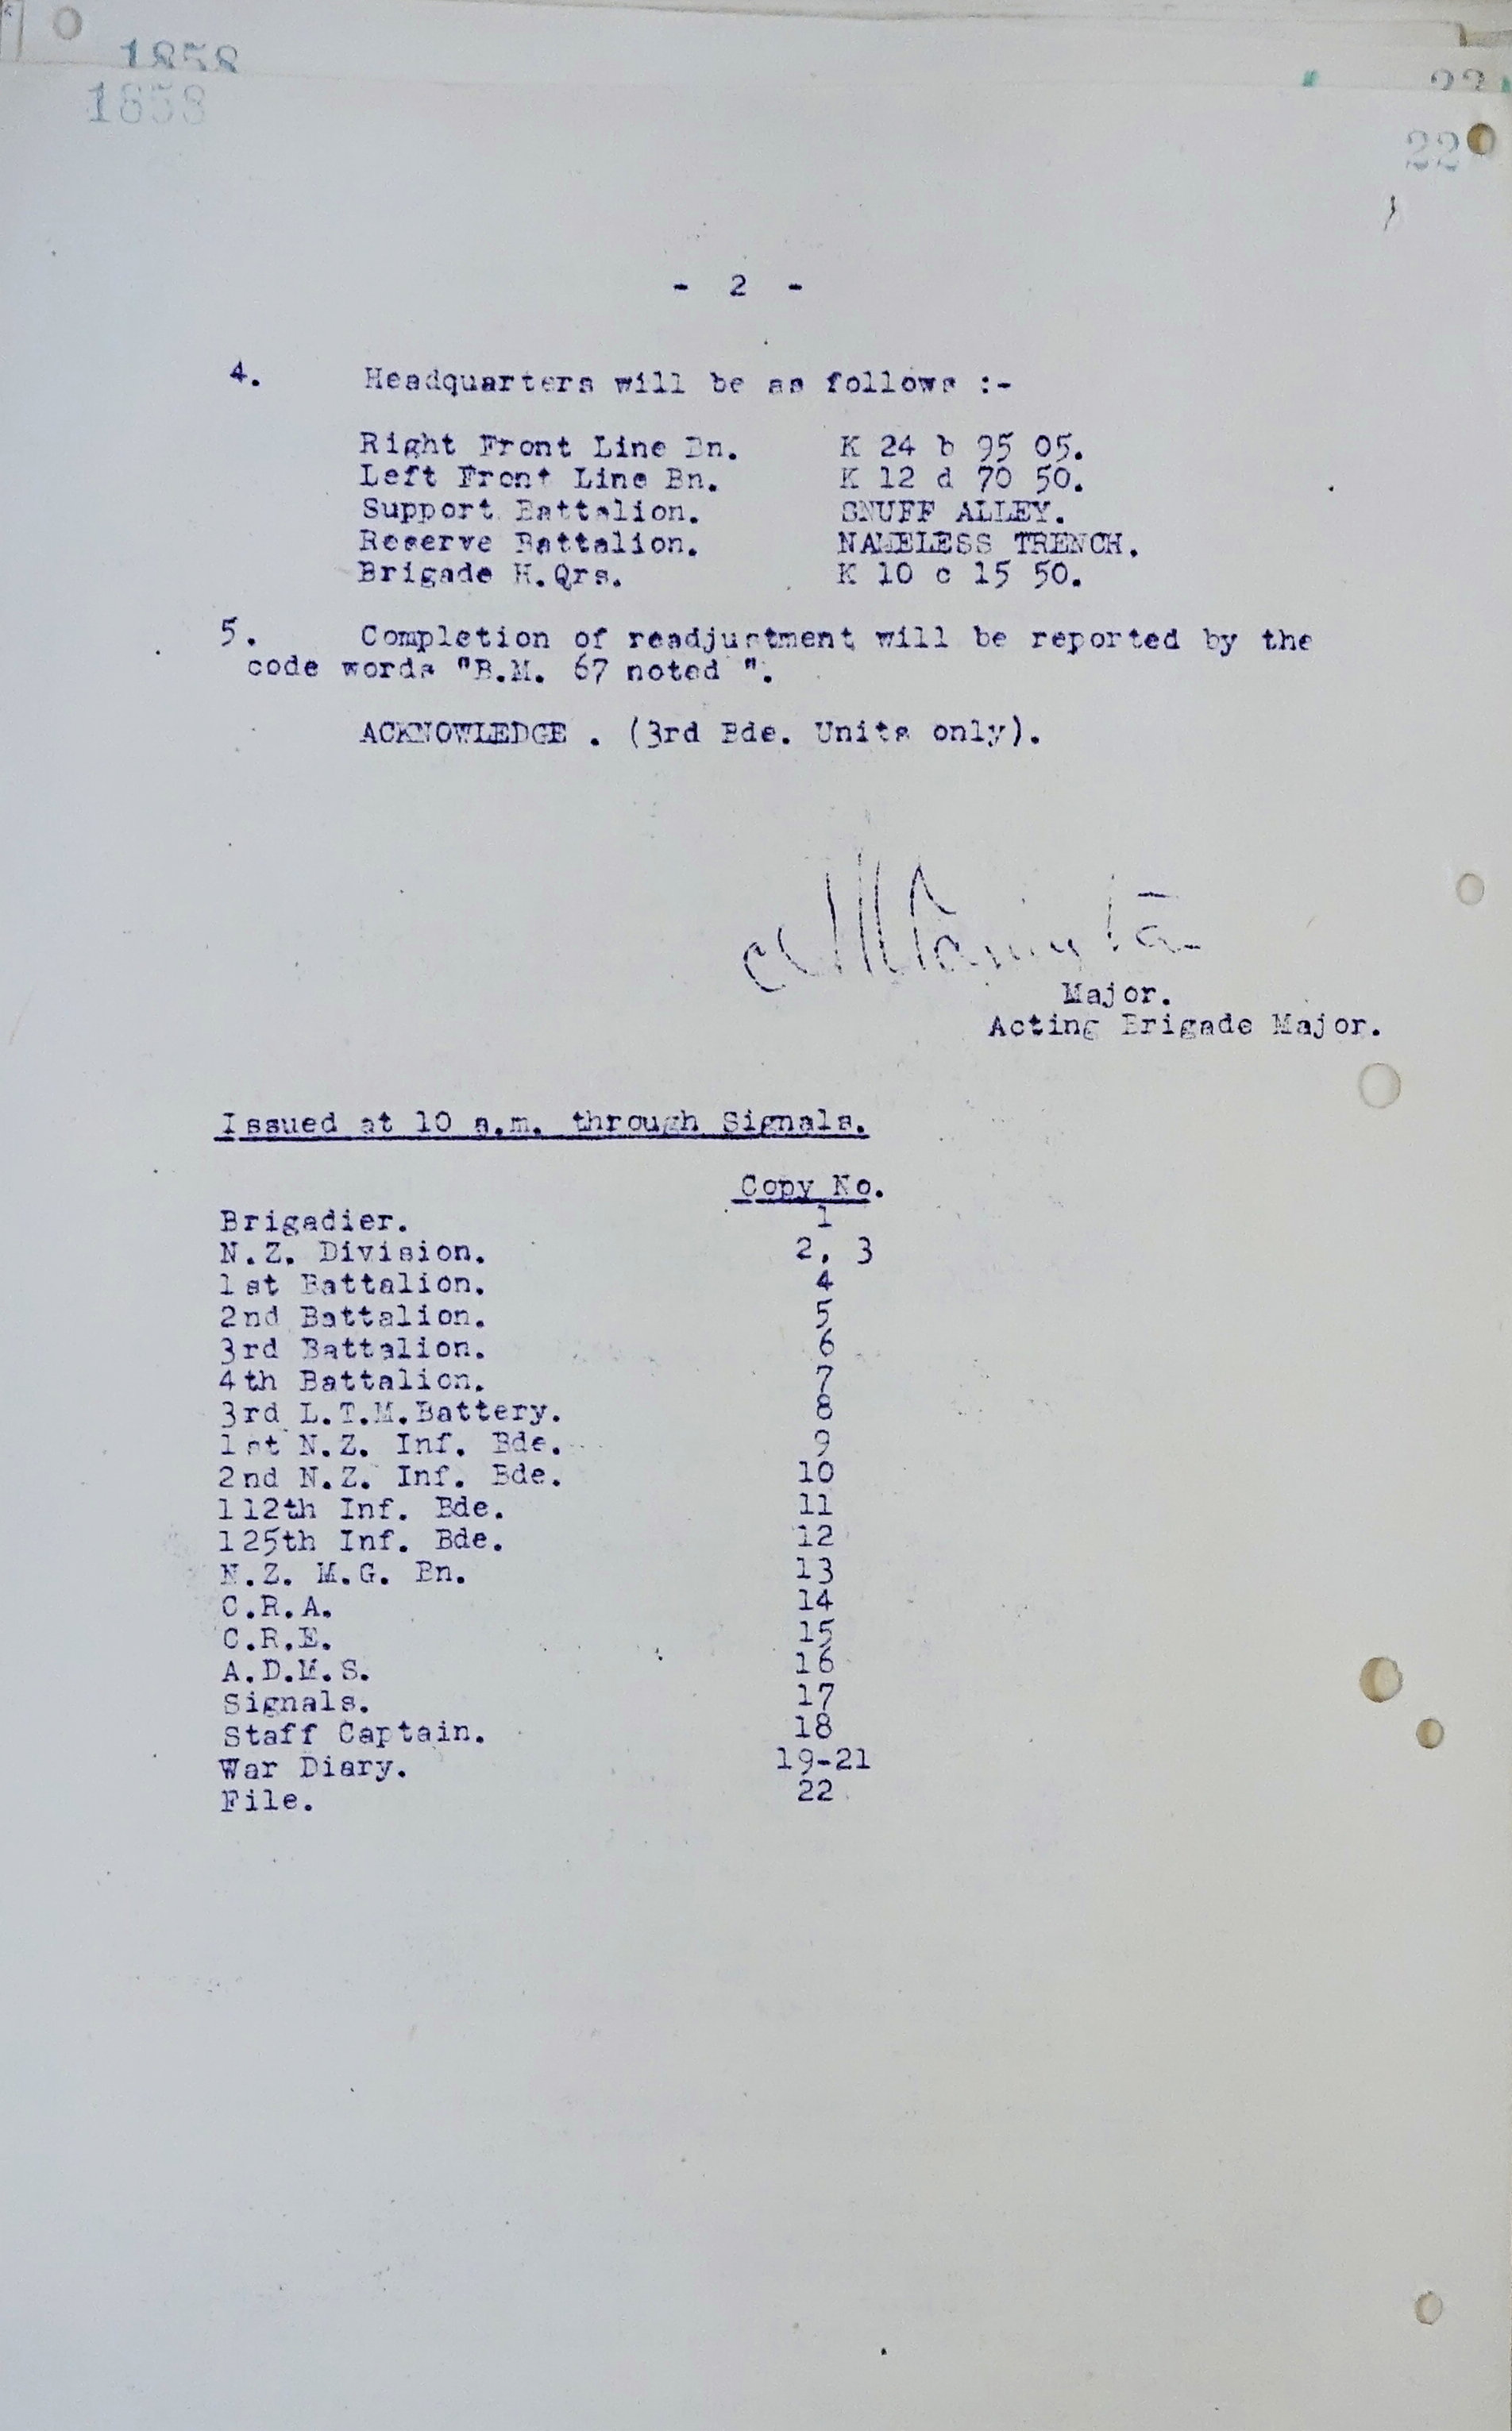 1858
1858
22
- 2 -
4. Headquarters will be as follows :-
Right Front Line Bn. K 24 b 95 05.
Left Front Line Bn. K 12 d 70 50.
Support Battalion. SNUFF ALLEY.
Reserve Battalion. NAMELESS TRENCH.
Brigade H.Qrs. K 10 c 15 50.
5. Completion of readjustment will be reported by the
code words "B.M. 67 noted ".
ACKNOWLEDGE . (3rd Bde. Units only).
Major.
Acting Brigade Major.
Issued at 10 a.m. through Signals.
Copy No.
Brigadier. 1
N.Z. Division. 2, 3
1st Battalion. 4
2nd Battalion. 5
3rd Battalion. 6
4th Battalion. 7
3rd L.T.M.Battery. 8
1st N.Z. Inf. Bde. 9
2nd N.Z. Inf. Bde. 10
112th Inf. Bde. 11
125th Inf. Bde. 12
N.Z. M.G. Bn. 13
C.R.A. 14
C.R.E. 15
A.D.M.S. 16
Signals. 17
Staff Captain. 18
War Diary. 19-21
File. 22